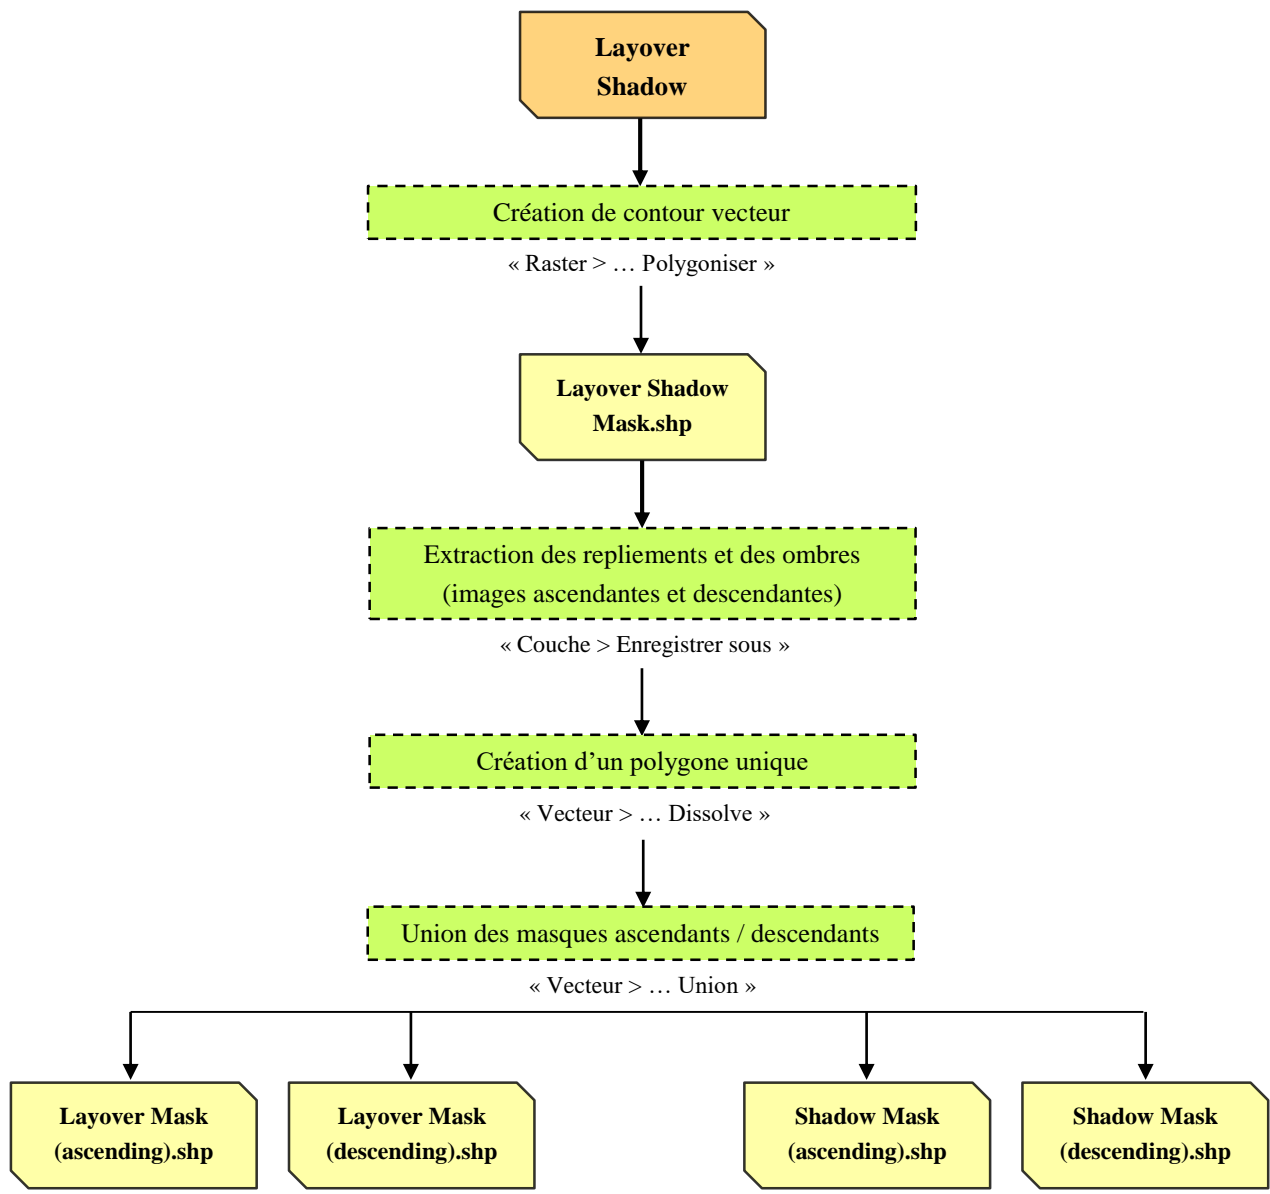 Layover
Shadow
Création de contour vecteur
« Raster > … Polygoniser »
Layover Shadow
Mask.shp
Extraction des repliements et des ombres
(images ascendantes et descendantes)
« Couche > Enregistrer sous »
Création d’un polygone unique
« Vecteur > … Dissolve »
Union des masques ascendants / descendants
« Vecteur > … Union »
Layover Mask
(ascending).shp
Layover Mask
(descending).shp
Shadow Mask
(ascending).shp
Shadow Mask
(descending).shp